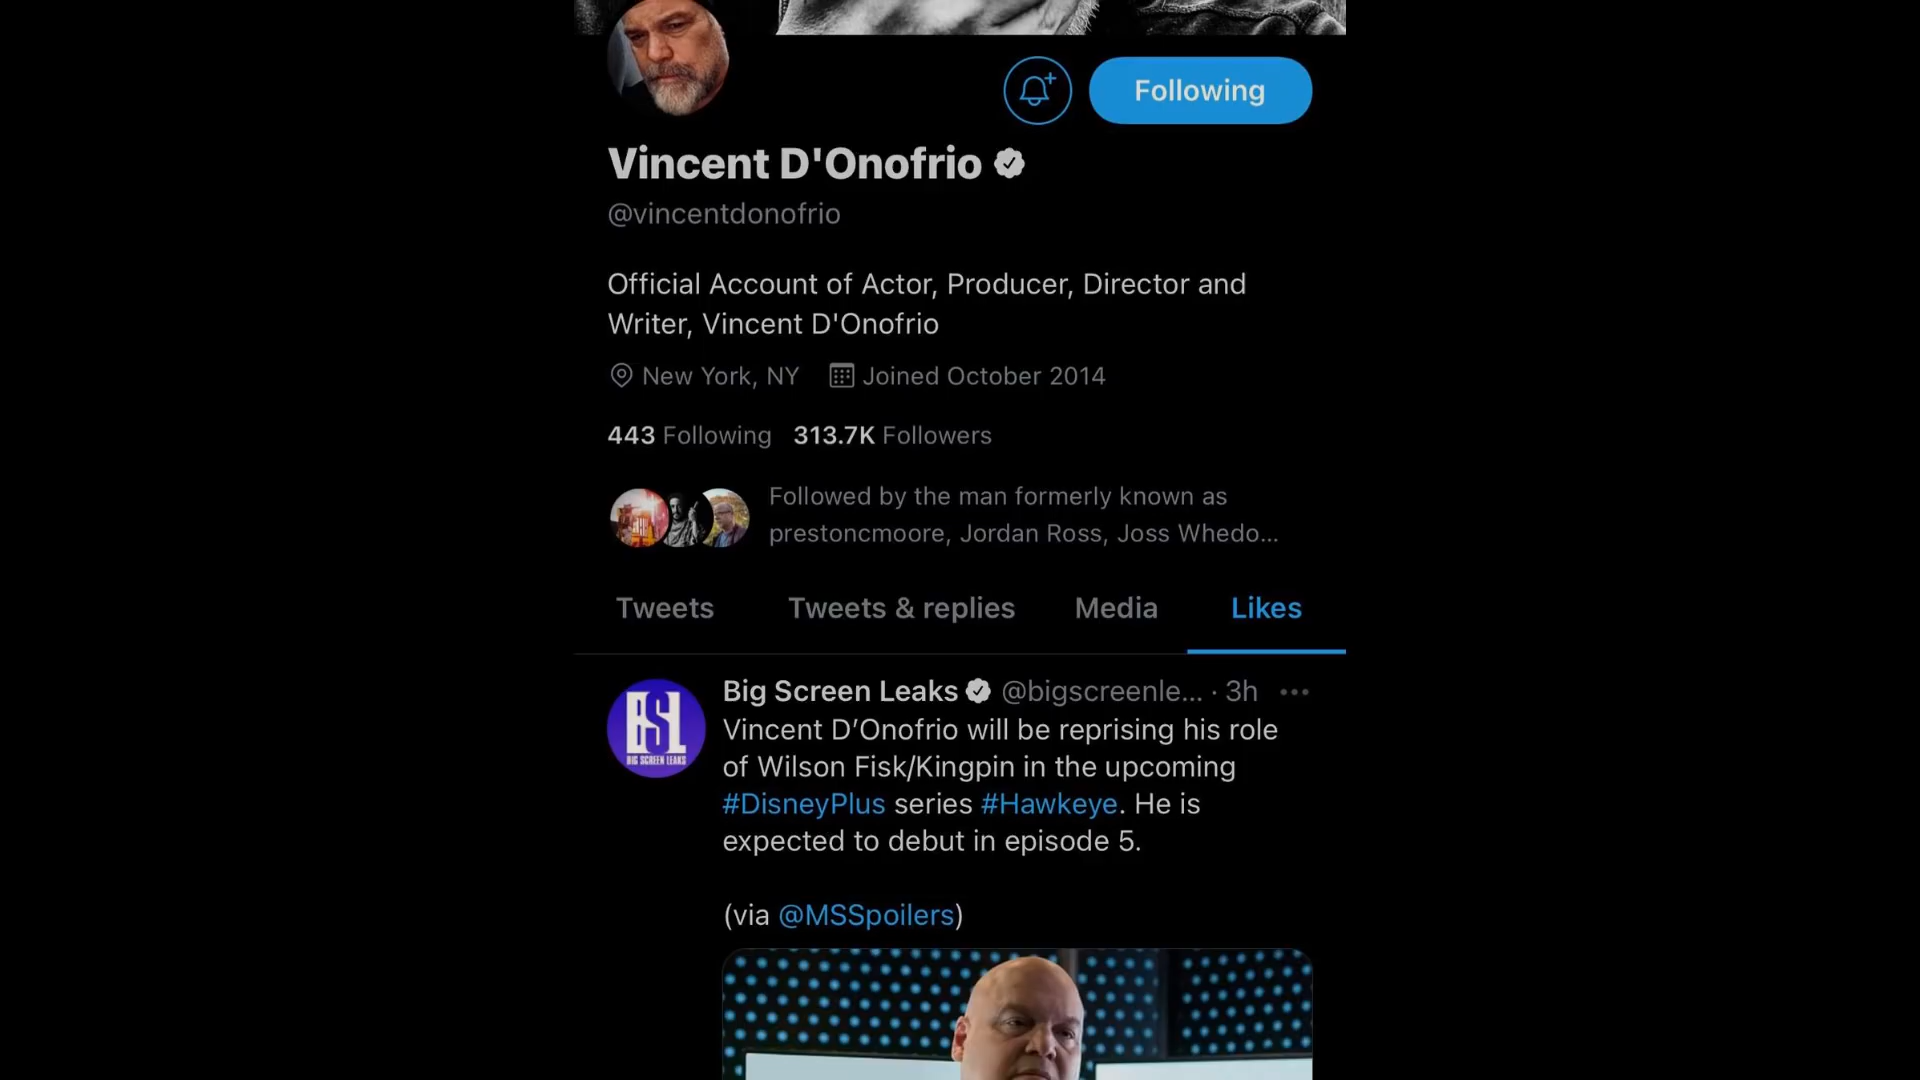 Following
Vincent D'Onofrio
@vincentdonofrio
Official Account of Actor, Producer, Director and
Writer, Vincent D'Onofrio
New York, NY Joined October 2014
443 Following 313.7K Followers
Followed by the man formerly known as
prestoncmoore, Jordan Ross, Joss Whedo...
Tweets Tweets & replies Media Likes
Big Screen Leaks @bigscreenle... · 3h
BSL
BIG SCREEN LEAKS
Vincent D’Onofrio will be reprising his role
of Wilson Fisk/Kingpin in the upcoming
#DisneyPlus series #Hawkeye. He is
expected to debut in episode 5.
(via @MSSpoilers)